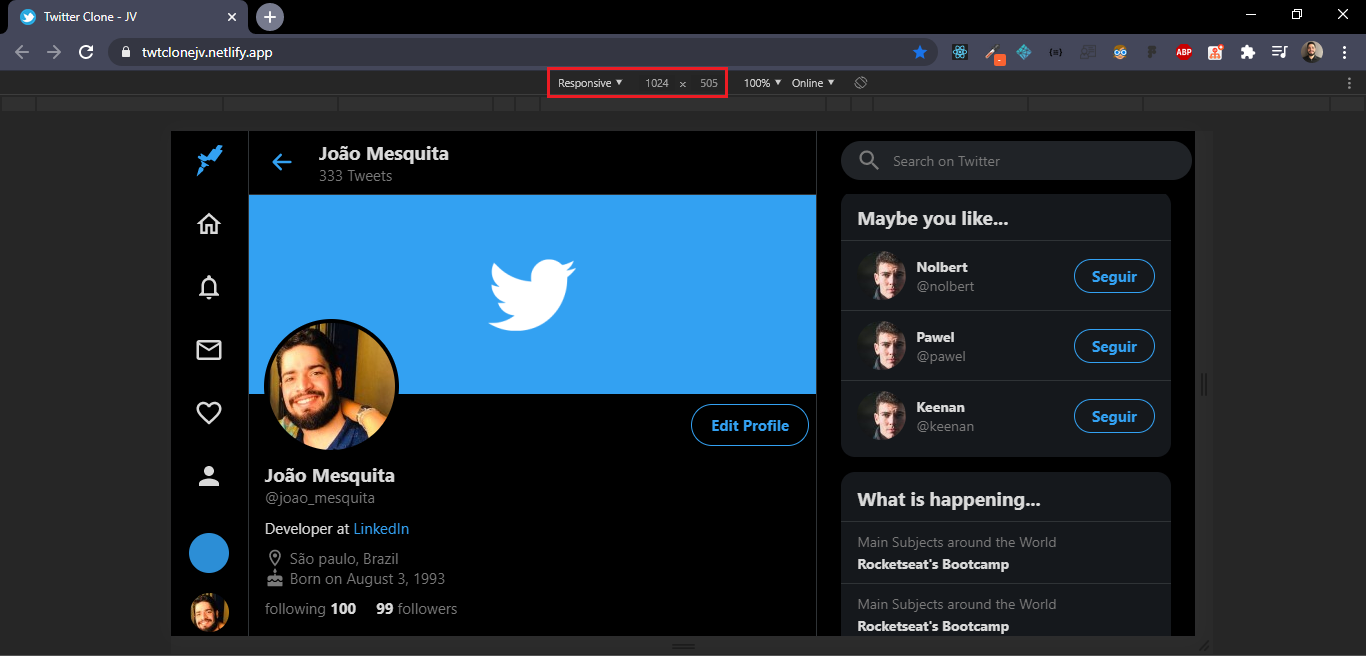 Twitter Clone - JV
twtclonejv.netlify.app
ABP
Responsive 1024 x 505 100% Online
João Mesquita
333 Tweets
Search on Twitter
Maybe you like...
Nolbert
@nolbert
Seguir
Pawel
@pawel
Seguir
Keenan
@keenan
Seguir
Edit Profile
João Mesquita
@joao_mesquita
Developer at LinkedIn
São paulo, Brazil
Born on August 3, 1993
following 100 99 followers
What is happening...
Main Subjects around the World
Rocketseat's Bootcamp
Main Subjects around the World
Rocketseat's Bootcamp